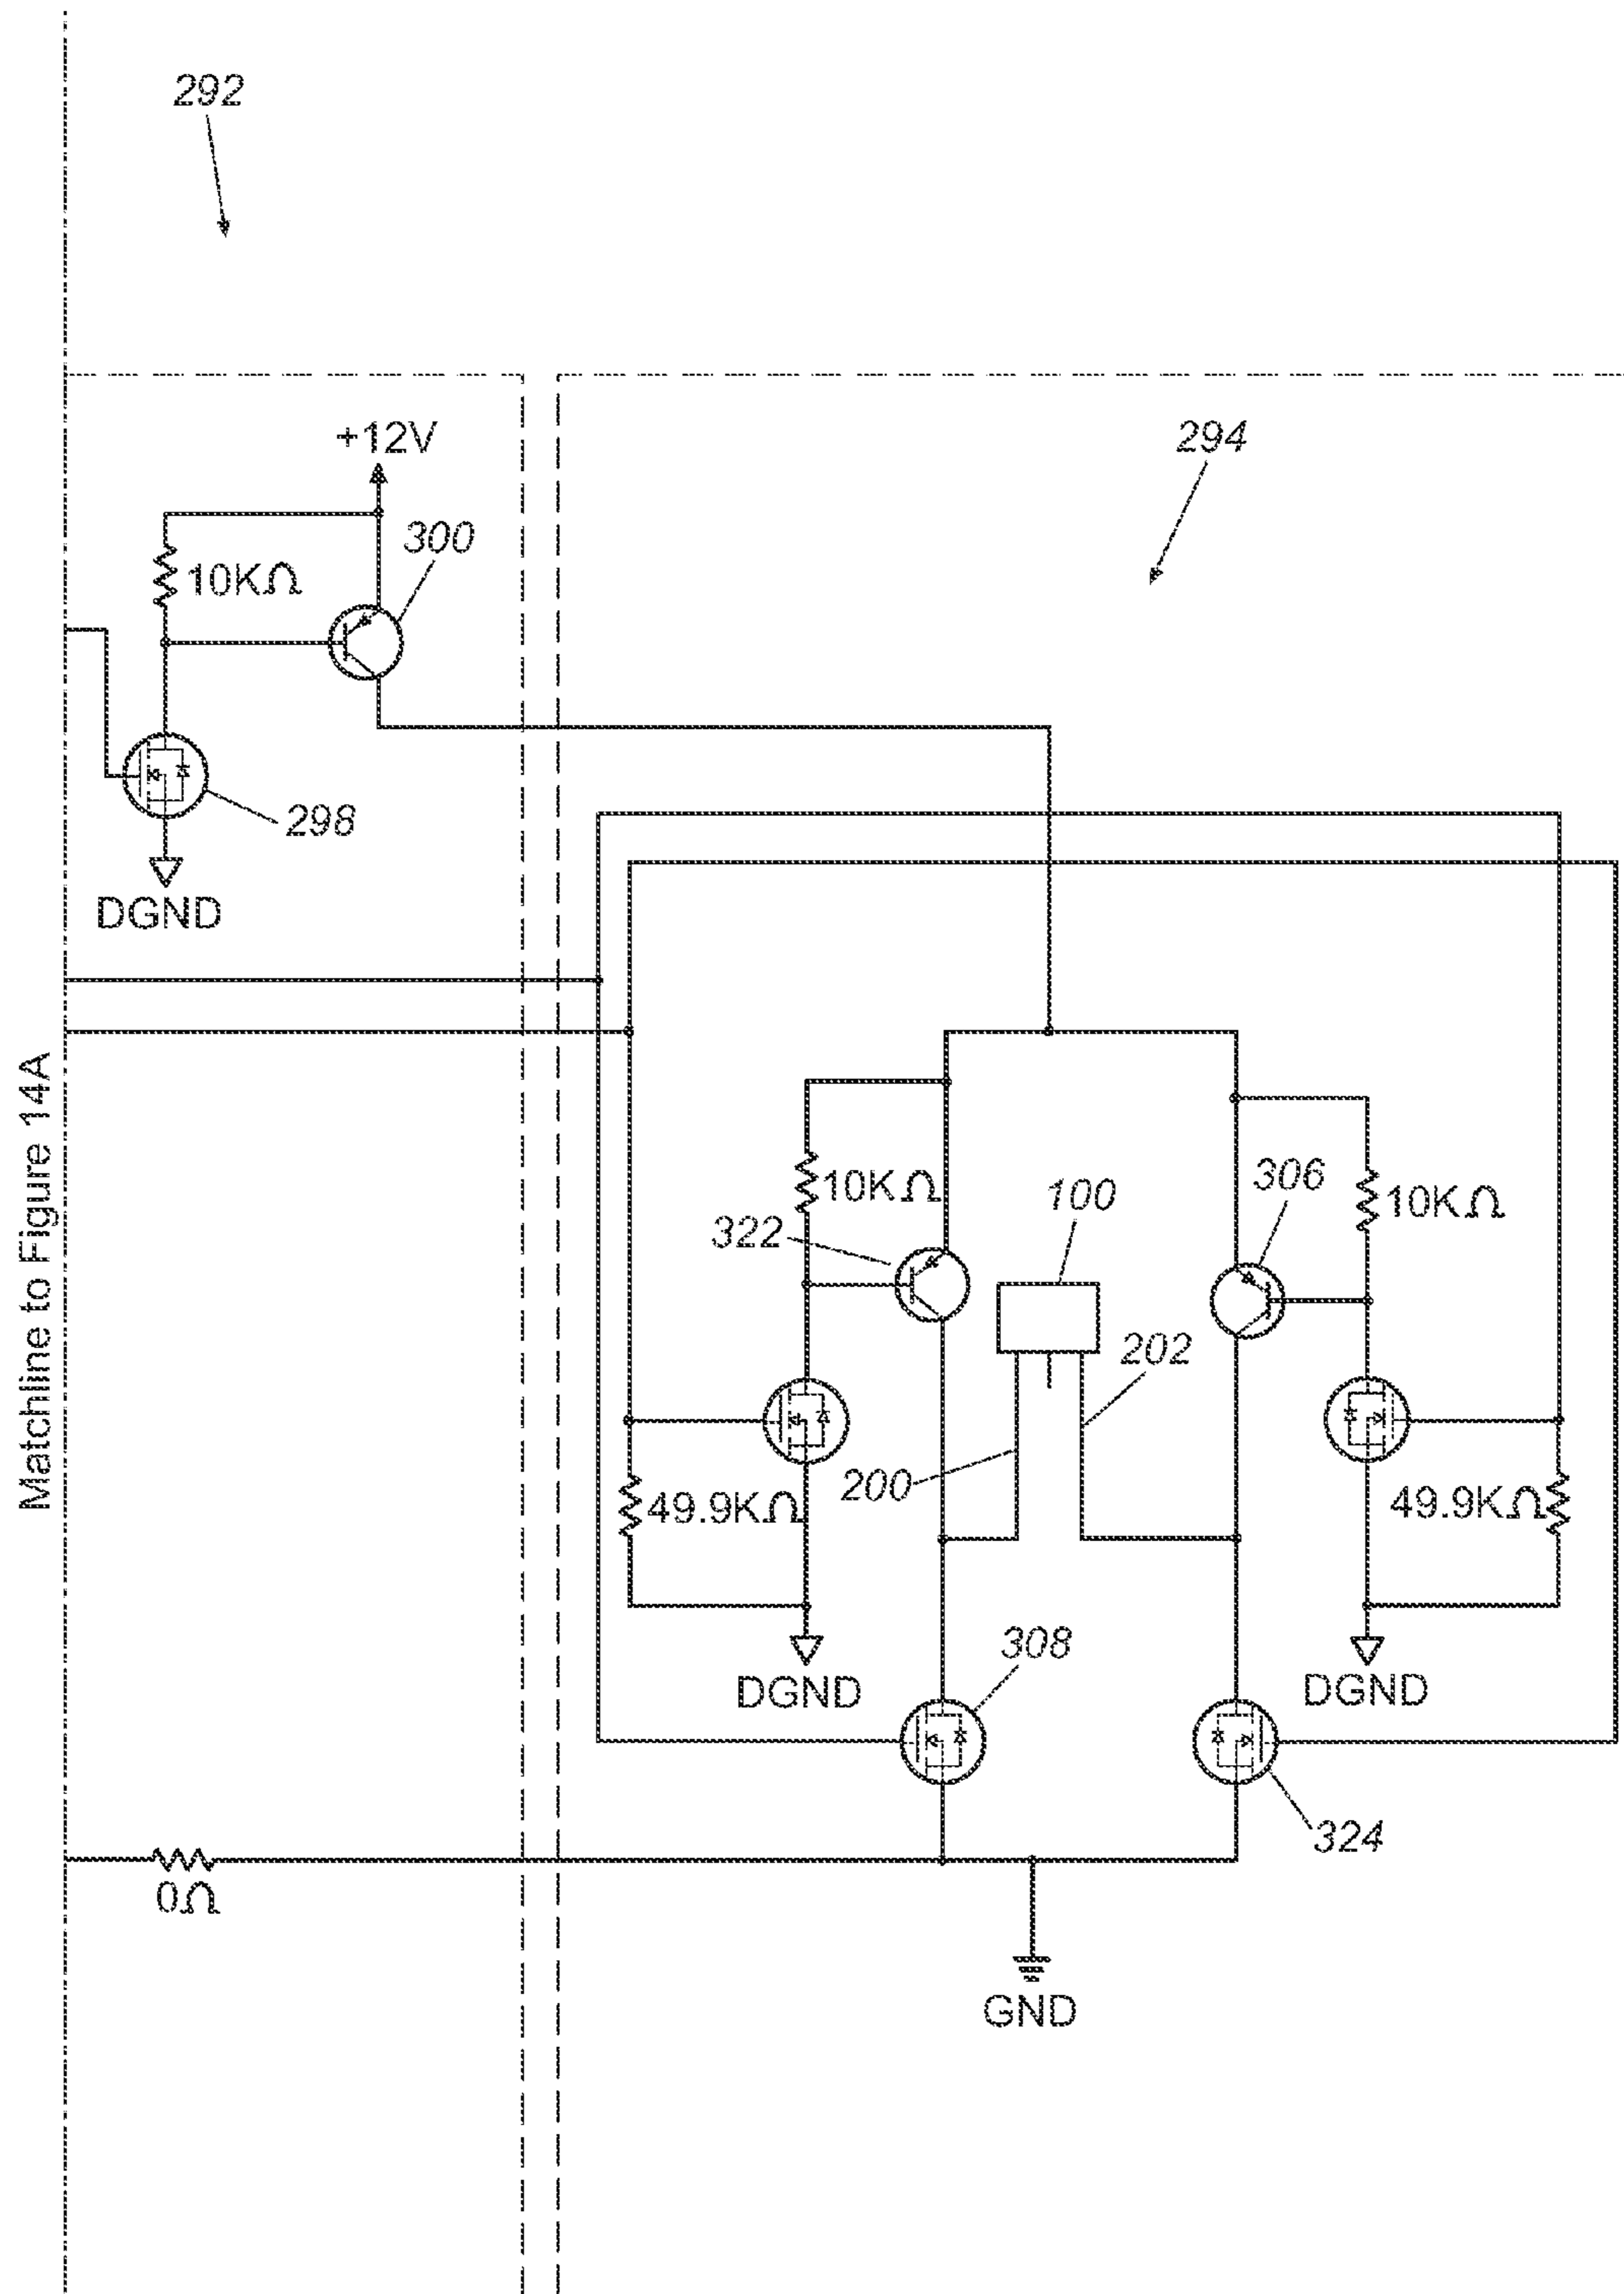 292
+12V
294
300
10KΩ
298
DGND
Matchline to Figure 14A
10KΩ
100
306
10KΩ
322
202
200
49.9KΩ
49.9KΩ
308
DGND
DGND
324
0Ω
GND